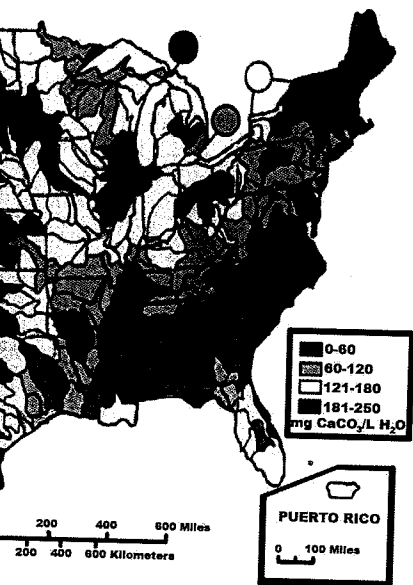 0-60
60-120
121-180
181-250
mg CaCO3/L H2O
PUERTO RICO
0 100 Miles
200 400 600 Miles
200 400 600 Kilometers